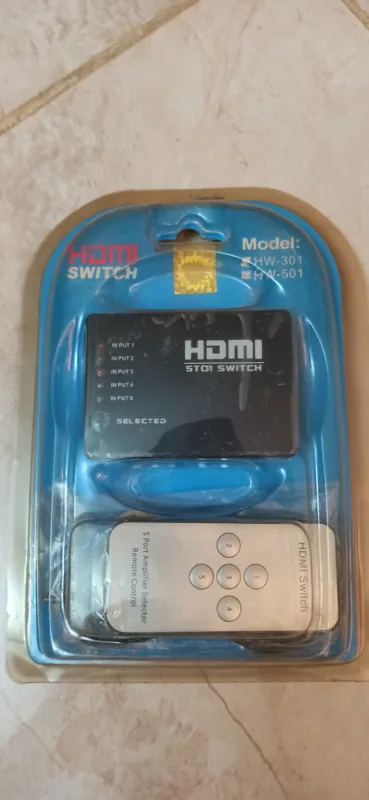 HDMI
SWITCH
Model:
HW-301
HW-501
HDMI
5TO1 SWITCH
INPUT 1
INPUT 2
INPUT 3
INPUT 4
INPUT 5
SELECTED
HDMI Switch
1
2
3
4
5
5 Port Amplifier Selector
Remote Control